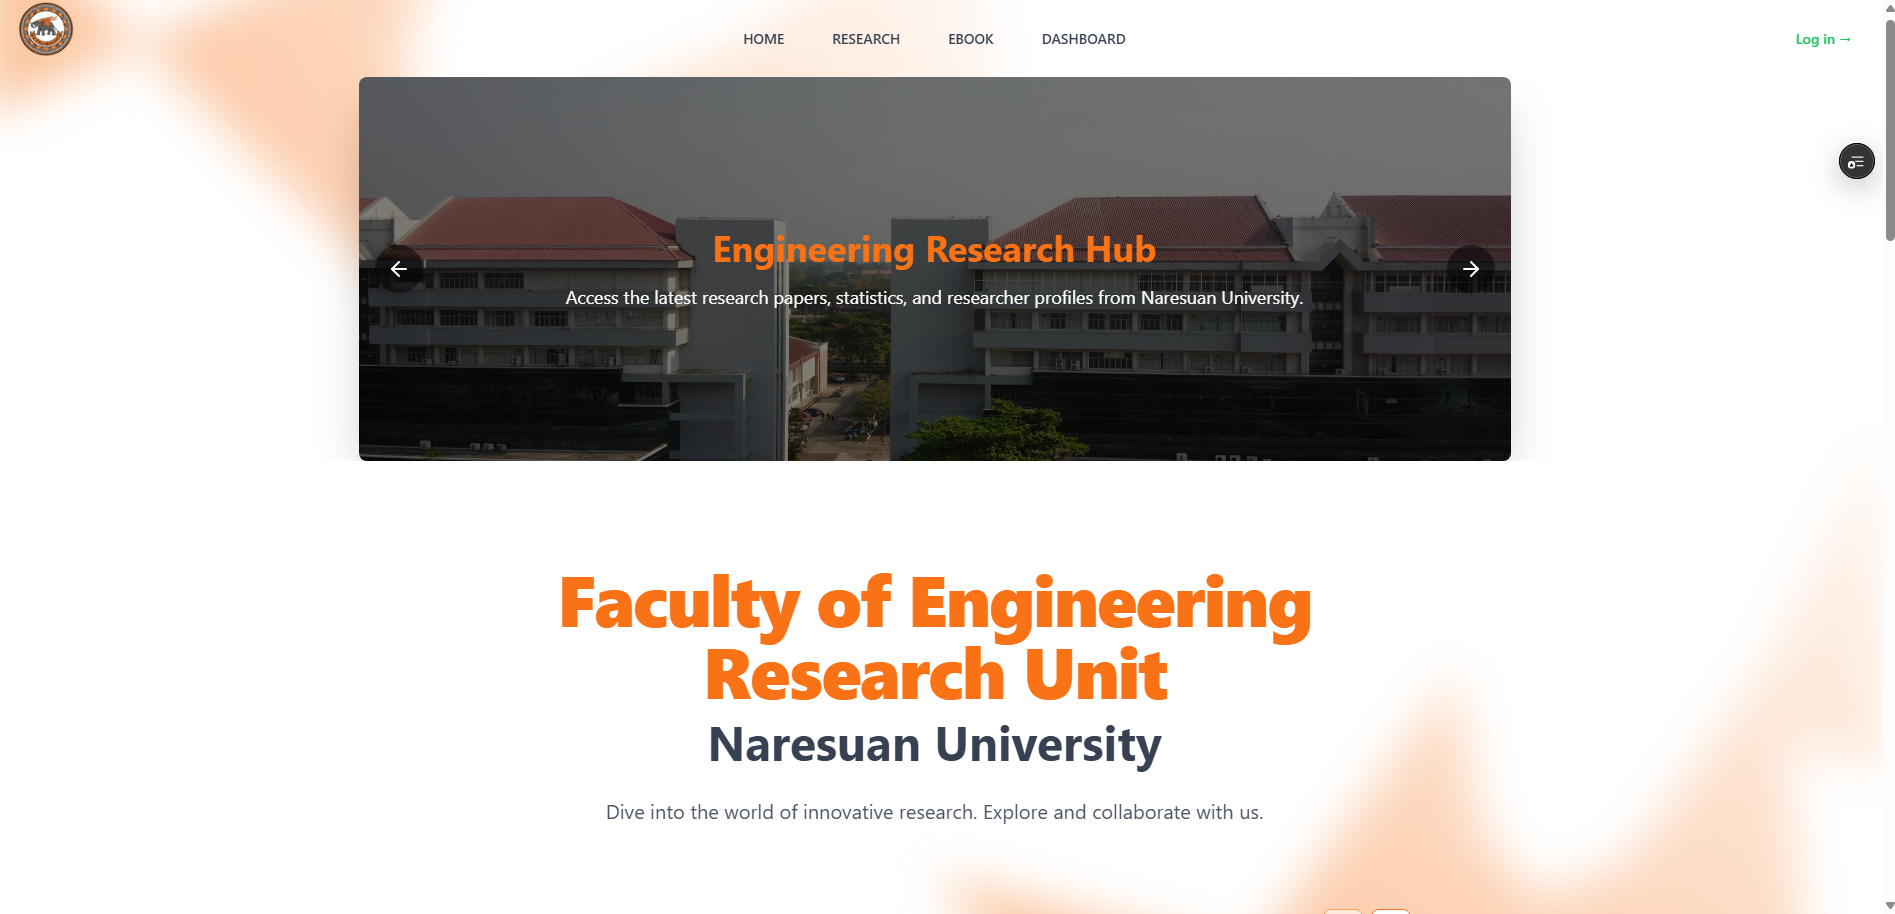 HOME
RESEARCH
EBOOK
DASHBOARD
Log in →
Engineering Research Hub
Access the latest research papers, statistics, and researcher profiles from Naresuan University.
Faculty of Engineering
Research Unit
Naresuan University
Dive into the world of innovative research. Explore and collaborate with us.